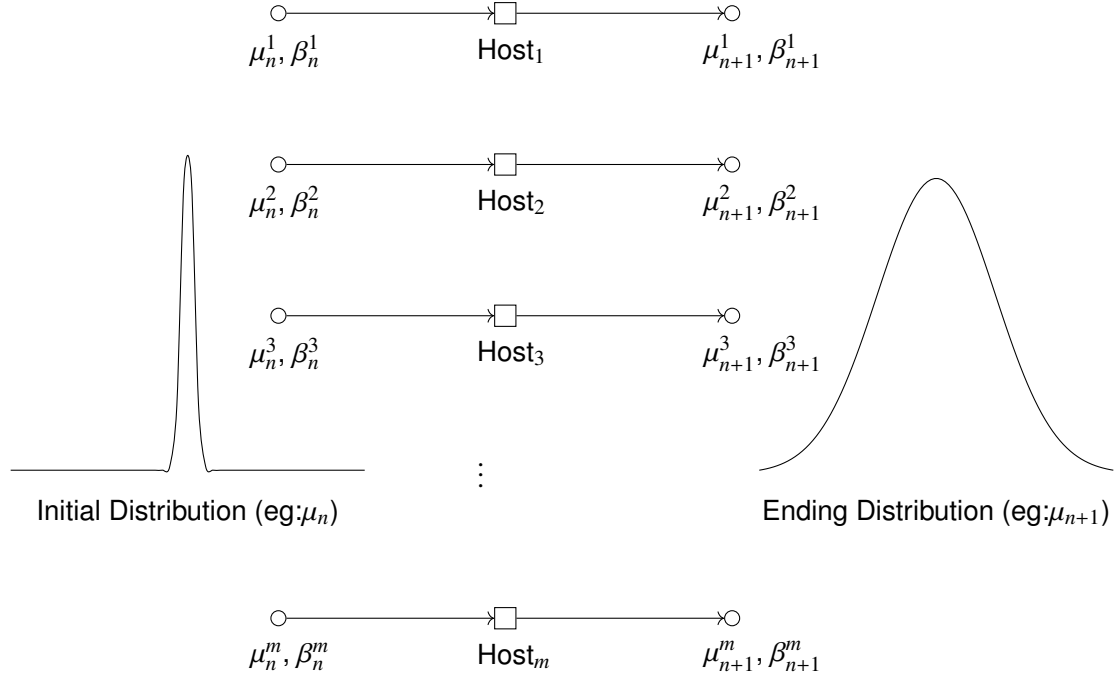 μ_n^1, β_n^1 Host_1 μ_{n+1}^1, β_{n+1}^1
μ_n^2, β_n^2 Host_2 μ_{n+1}^2, β_{n+1}^2
μ_n^3, β_n^3 Host_3 μ_{n+1}^3, β_{n+1}^3
⋮
Initial Distribution (eg:μ_n) Ending Distribution (eg:μ_{n+1})
μ_n^m, β_n^m Host_m μ_{n+1}^m, β_{n+1}^m